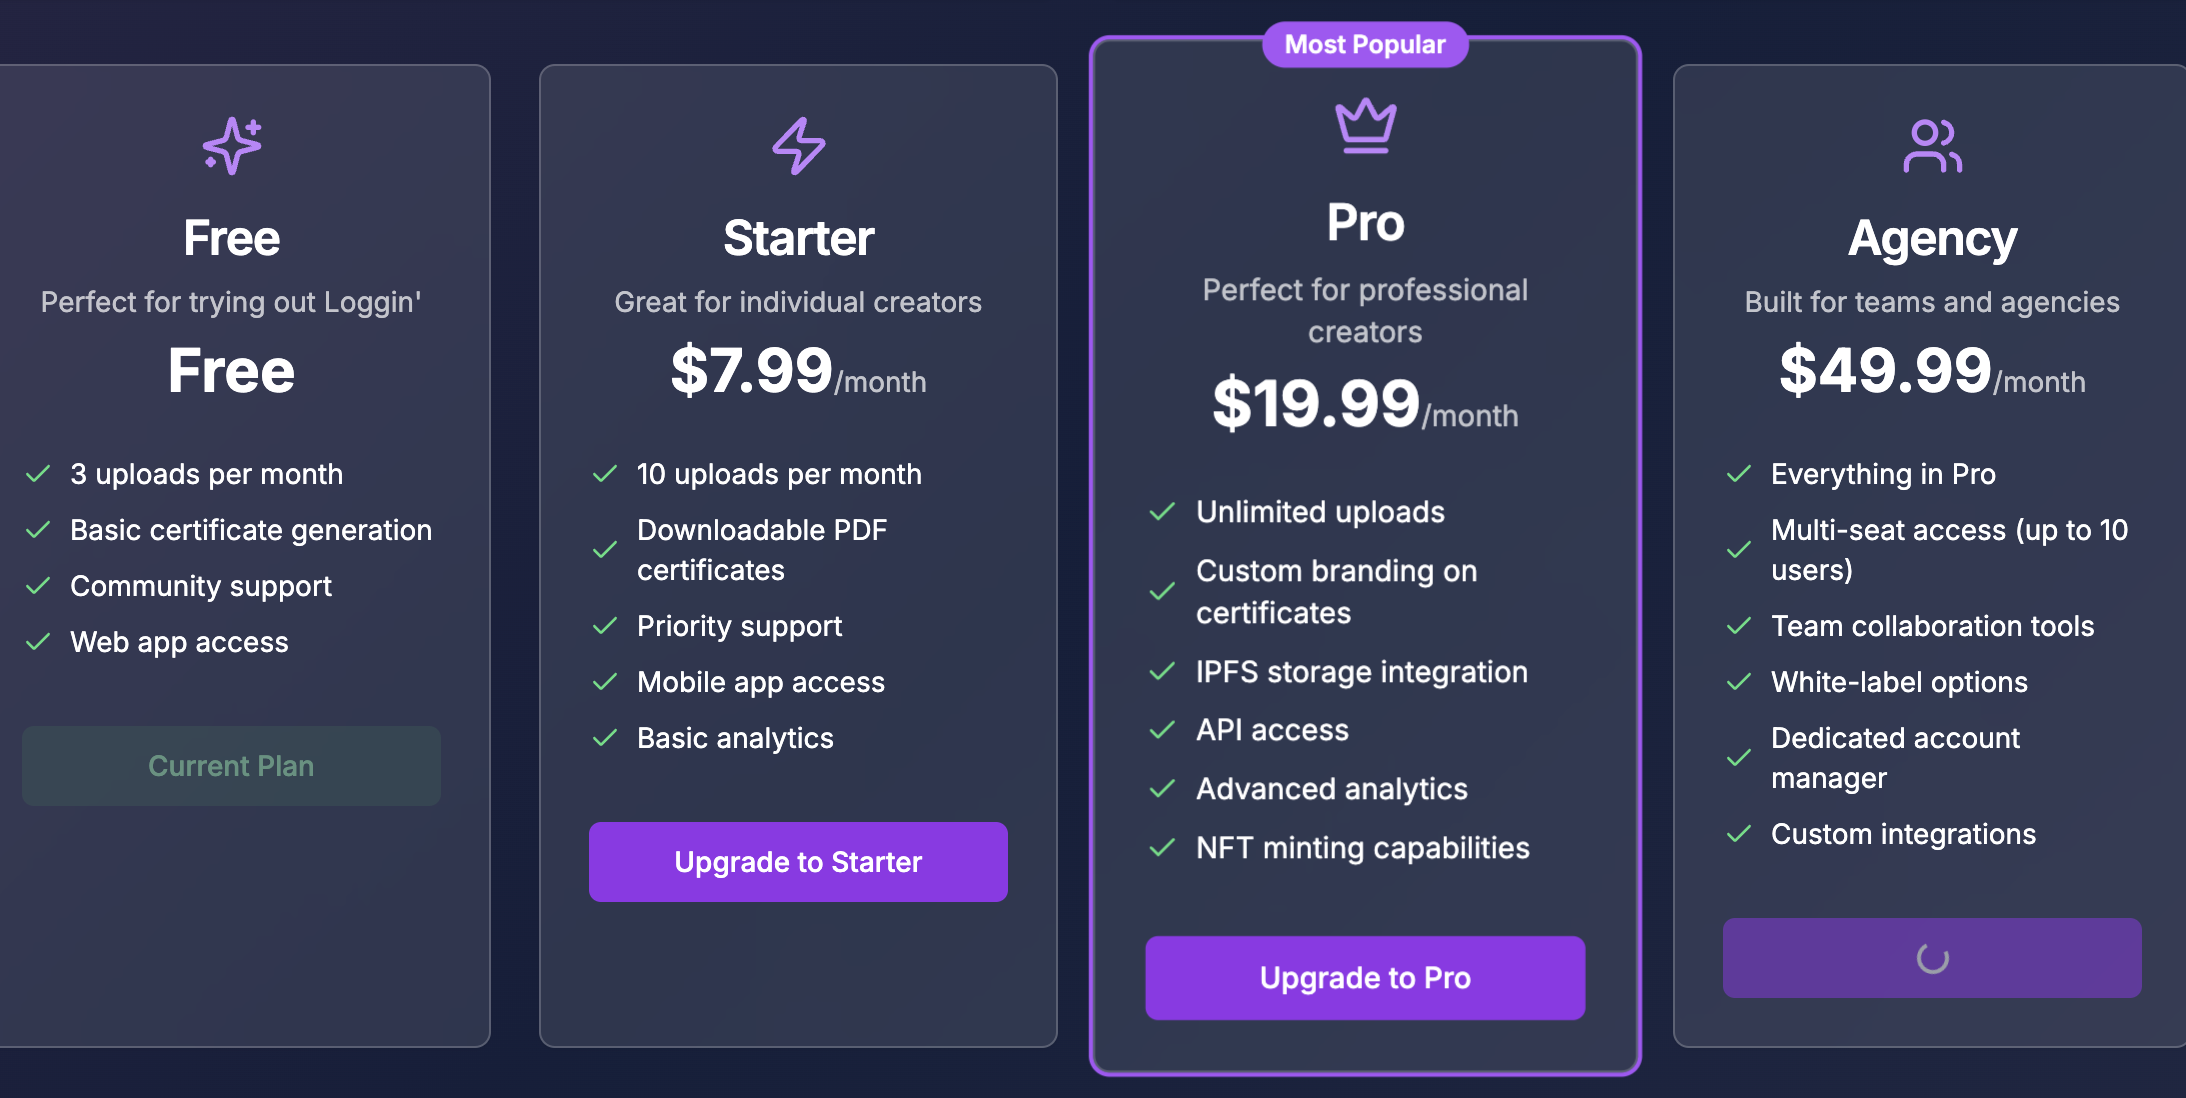 Free
Perfect for trying out Loggin'
Free
3 uploads per month
Basic certificate generation
Community support
Web app access
Current Plan
Starter
Great for individual creators
$7.99/month
10 uploads per month
Downloadable PDF
certificates
Priority support
Mobile app access
Basic analytics
Upgrade to Starter
Most Popular
Pro
Perfect for professional
creators
$19.99/month
Unlimited uploads
Custom branding on
certificates
IPFS storage integration
API access
Advanced analytics
NFT minting capabilities
Upgrade to Pro
Agency
Built for teams and agencies
$49.99/month
Everything in Pro
Multi-seat access (up to 10
users)
Team collaboration tools
White-label options
Dedicated account
manager
Custom integrations